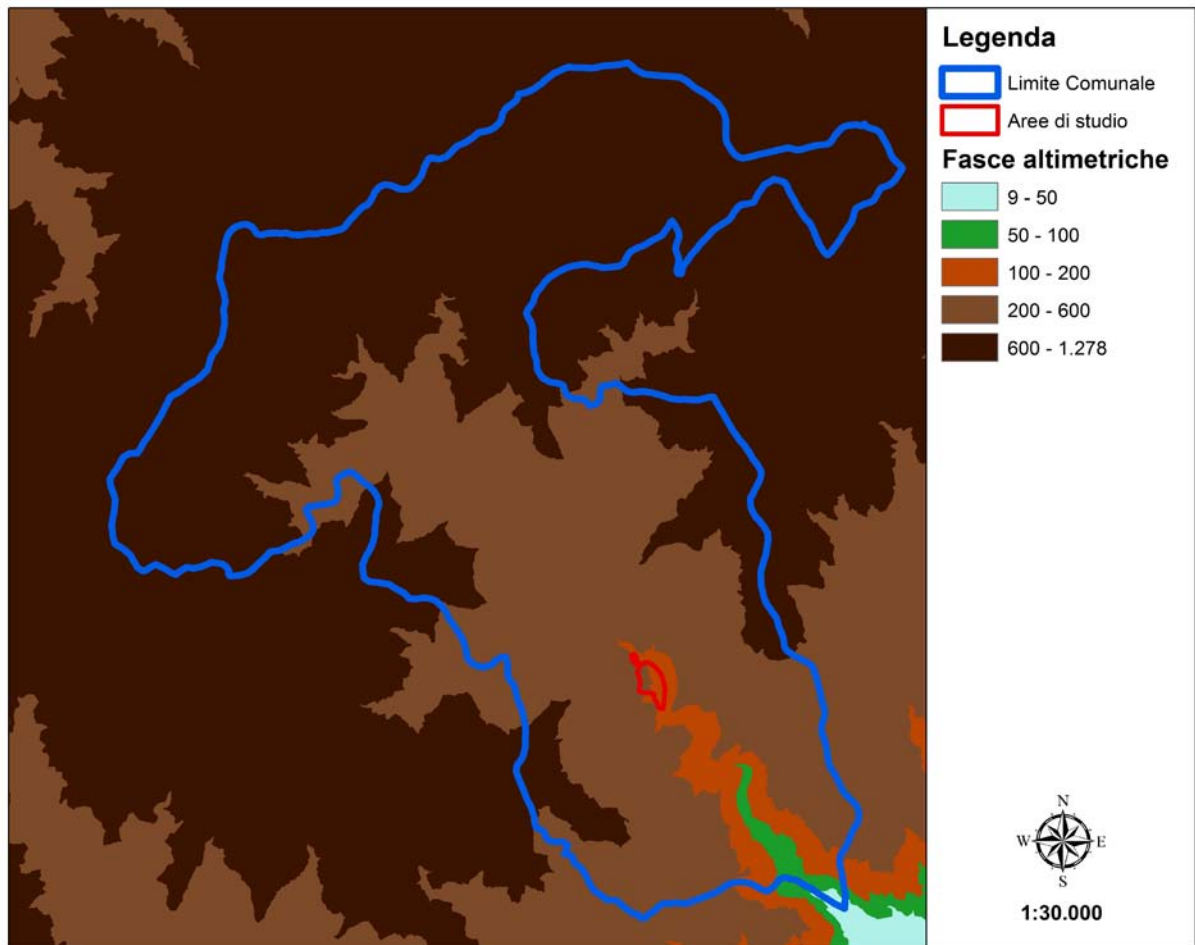 Legenda
Limite Comunale
Aree di studio
Fasce altimetriche
9 - 50
50 - 100
100 - 200
200 - 600
600 - 1.278
N
W E
S
1:30.000